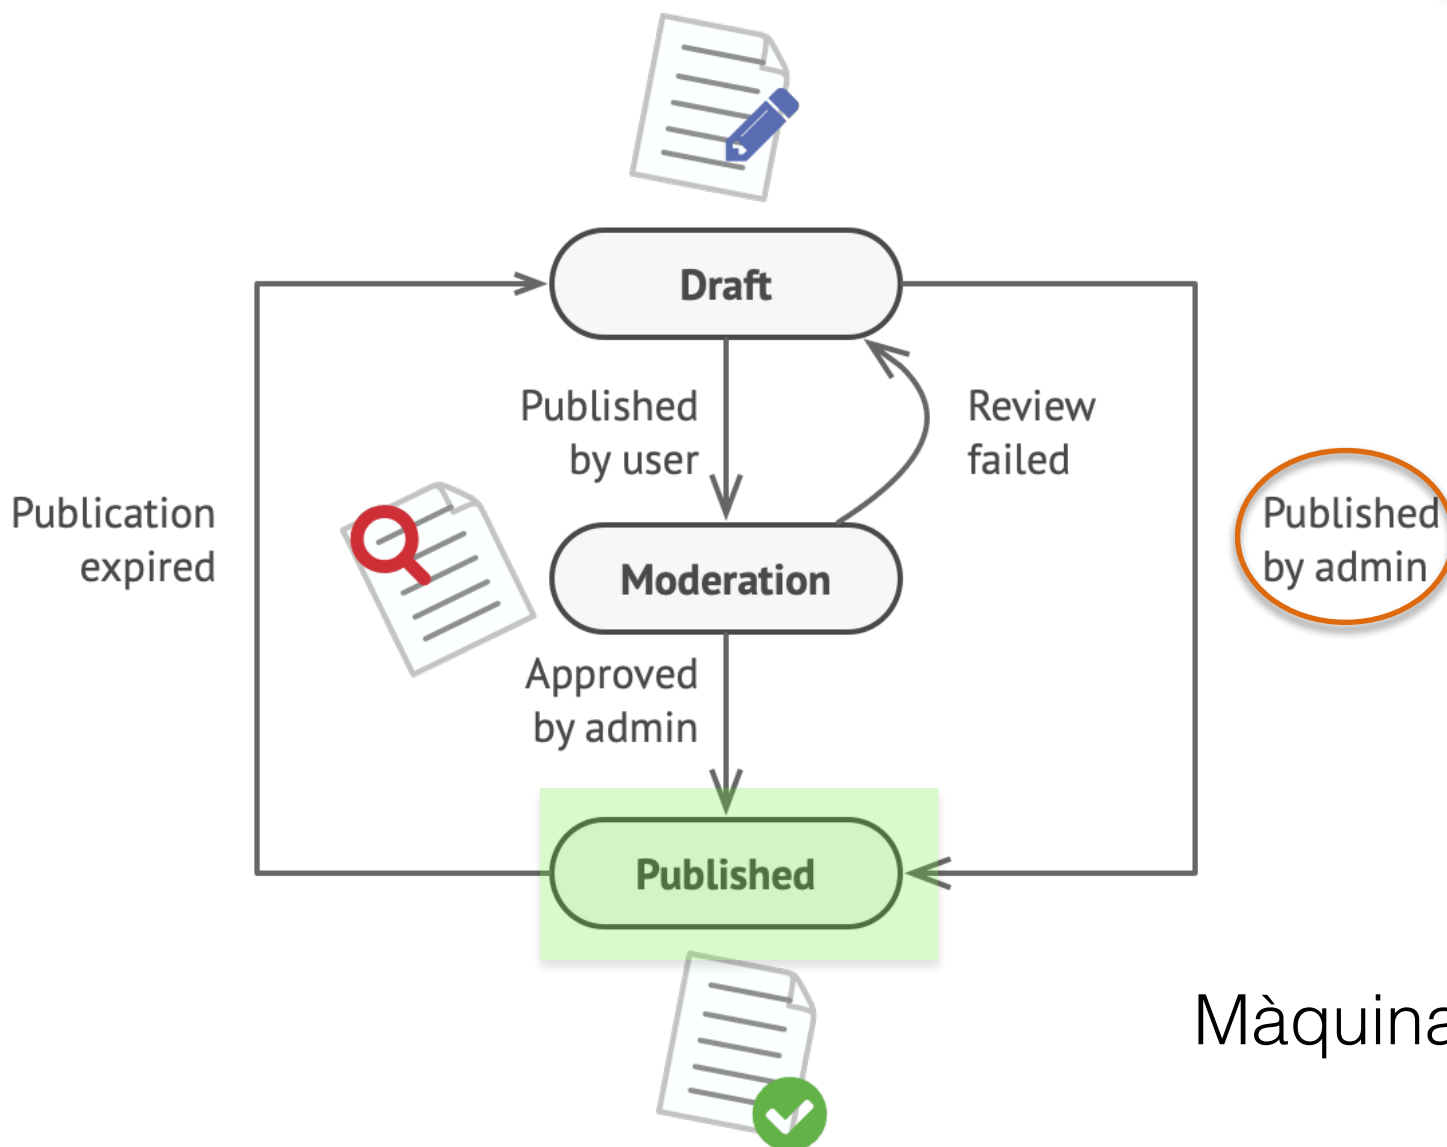 Draft
Published
by user
Review
failed
Publication
expired
Published
by admin
Moderation
Approved
by admin
Published
Màquina